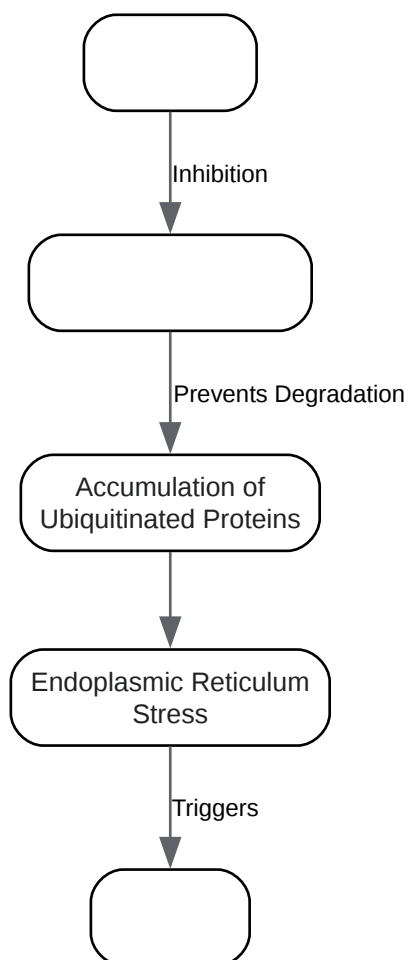 Inhibition
Prevents Degradation
Accumulation of
Ubiquitinated Proteins
Endoplasmic Reticulum
Stress
Triggers